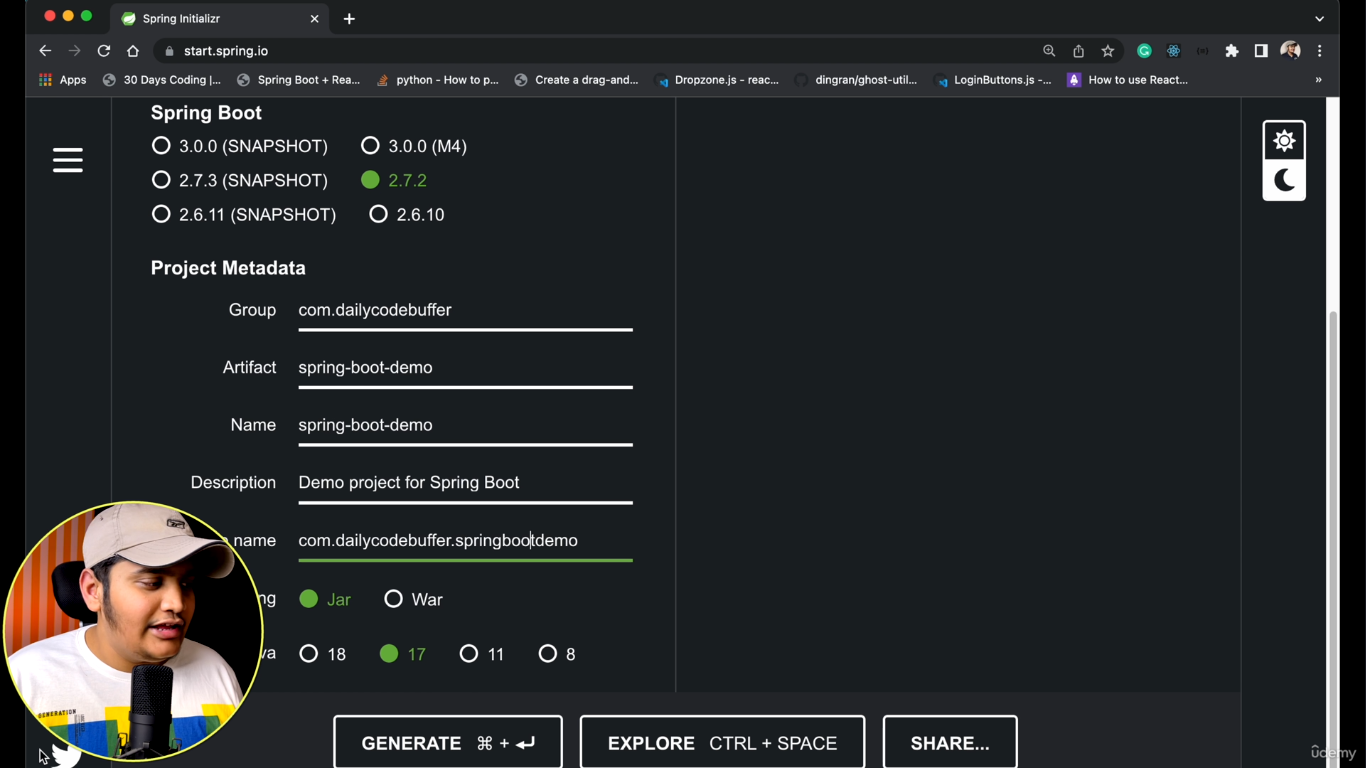 Spring Initializr
start.spring.io
Apps
30 Days Coding |...
Spring Boot + Rea...
python - How to p...
Create a drag-and...
Dropzone.js - reac...
dingran/ghost-util...
LoginButtons.js -...
How to use React...
»
Spring Boot
3.0.0 (SNAPSHOT) 3.0.0 (M4)
2.7.3 (SNAPSHOT) 2.7.2
2.6.11 (SNAPSHOT) 2.6.10
Project Metadata
Group com.dailycodebuffer
Artifact spring-boot-demo
Name spring-boot-demo
Description Demo project for Spring Boot
name com.dailycodebuffer.springbootdemo
ng Jar War
va 18 17 11 8
GENERATION
GENERATE ⌘ + ↵
EXPLORE CTRL + SPACE
SHARE...
ûdemy